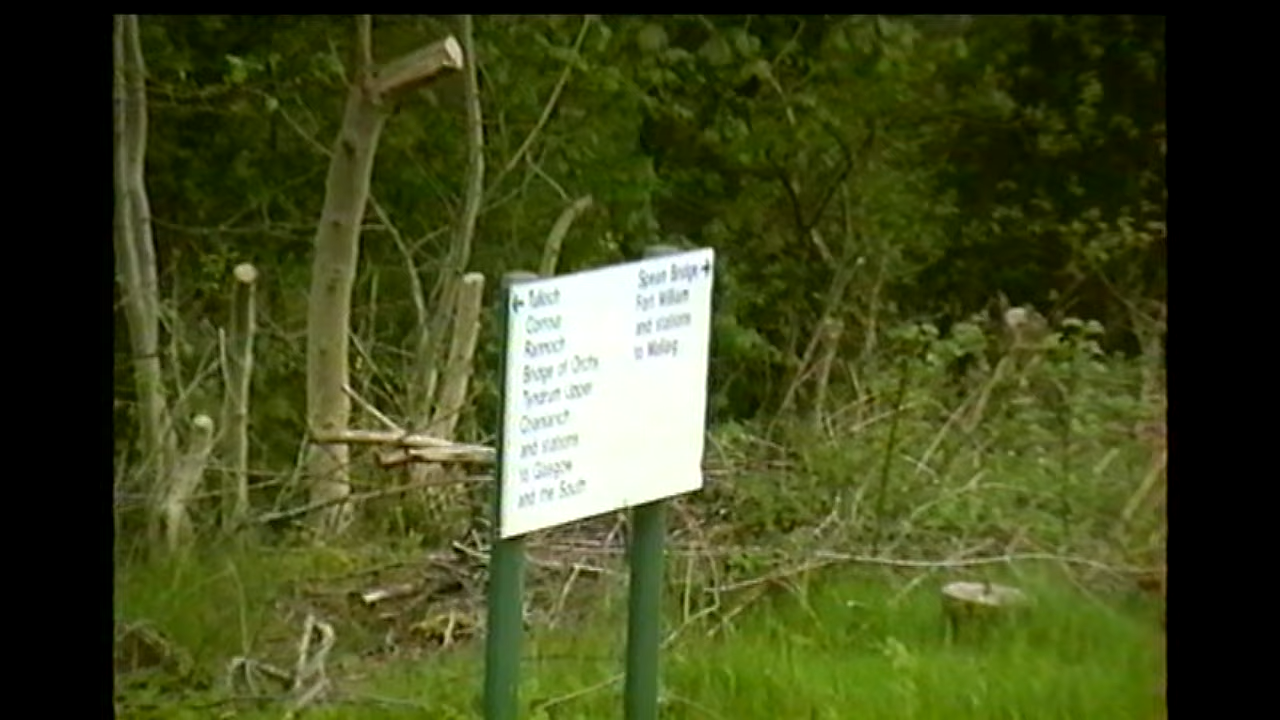 ← Tulloch
Corrour
Rannoch
Bridge of Orchy
Tyndrum Upper
Crianlarich
and stations
to Glasgow
and the South
Spean Bridge →
Fort William
and stations
to Mallaig